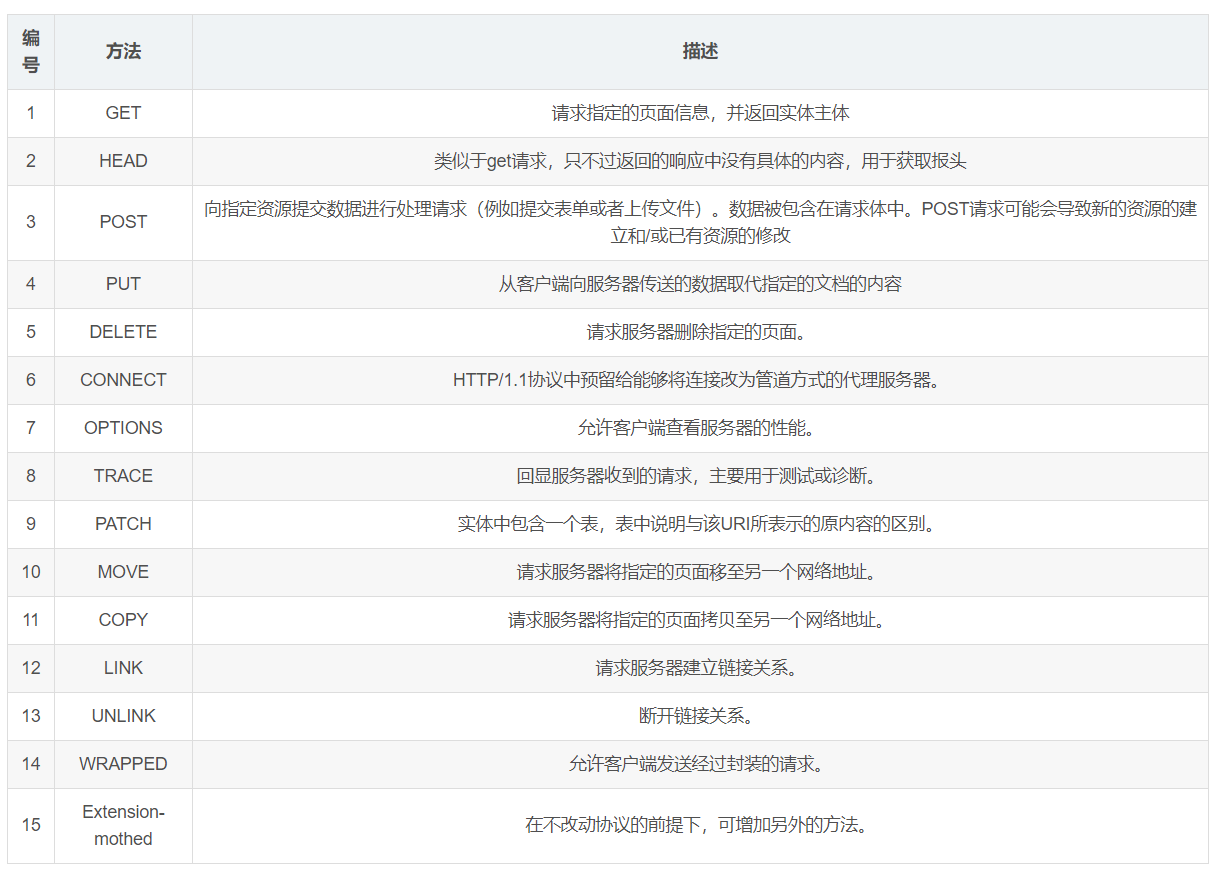 编
号
方法
描述
1
GET
请求指定的页面信息，并返回实体主体
2
HEAD
类似于get请求，只不过返回的响应中没有具体的内容，用于获取报头
3
POST
向指定资源提交数据进行处理请求（例如提交表单或者上传文件）。数据被包含在请求体中。POST请求可能会导致新的资源的建
立和/或已有资源的修改
4
PUT
从客户端向服务器传送的数据取代指定的文档的内容
5
DELETE
请求服务器删除指定的页面。
6
CONNECT
HTTP/1.1协议中预留给能够将连接改为管道方式的代理服务器。
7
OPTIONS
允许客户端查看服务器的性能。
8
TRACE
回显服务器收到的请求，主要用于测试或诊断。
9
PATCH
实体中包含一个表，表中说明与该URI所表示的原内容的区别。
10
MOVE
请求服务器将指定的页面移至另一个网络地址。
11
COPY
请求服务器将指定的页面拷贝至另一个网络地址。
12
LINK
请求服务器建立链接关系。
13
UNLINK
断开链接关系。
14
WRAPPED
允许客户端发送经过封装的请求。
15
Extension-
mothed
在不改动协议的前提下，可增加另外的方法。